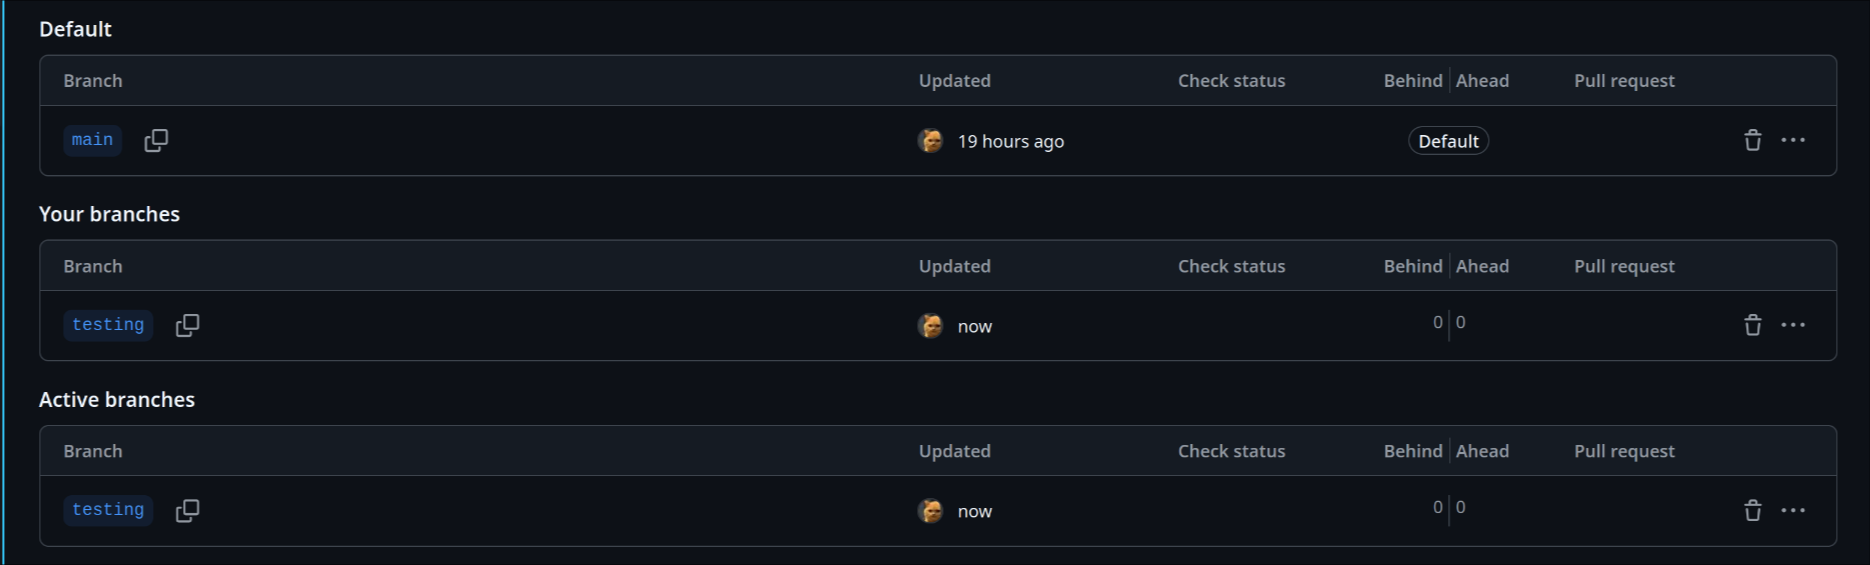 Default
Branch Updated Check status Behind Ahead Pull request
main 19 hours ago Default
Your branches
Branch Updated Check status Behind Ahead Pull request
testing now 0 0
Active branches
Branch Updated Check status Behind Ahead Pull request
testing now 0 0